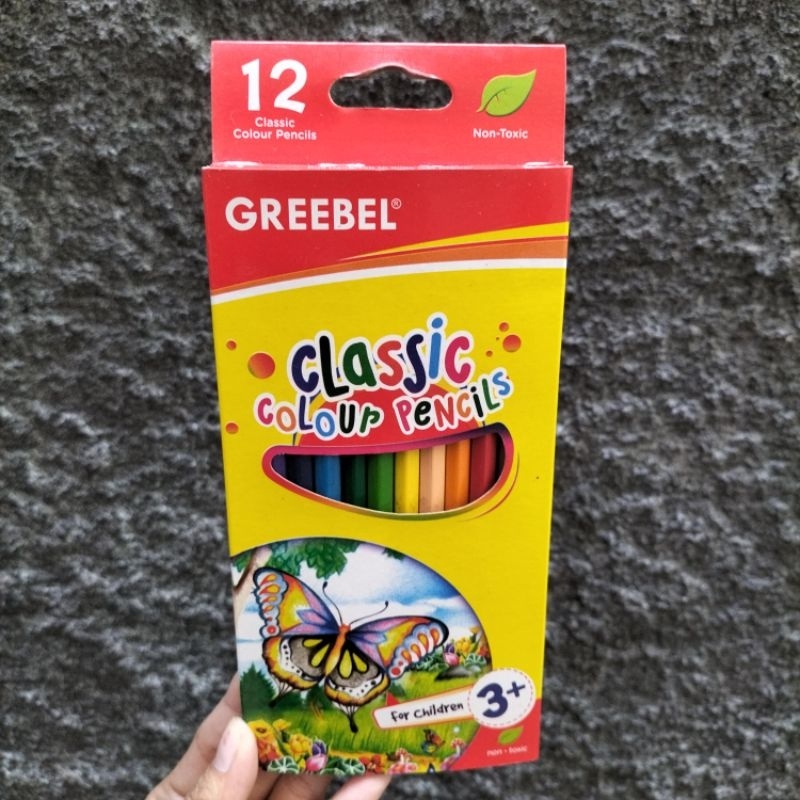 12
Classic
Colour Pencils
Non-Toxic
GREEBEL®
CLaSSiC
COLOUR PENCiLS
for Children
3+
non - toxic